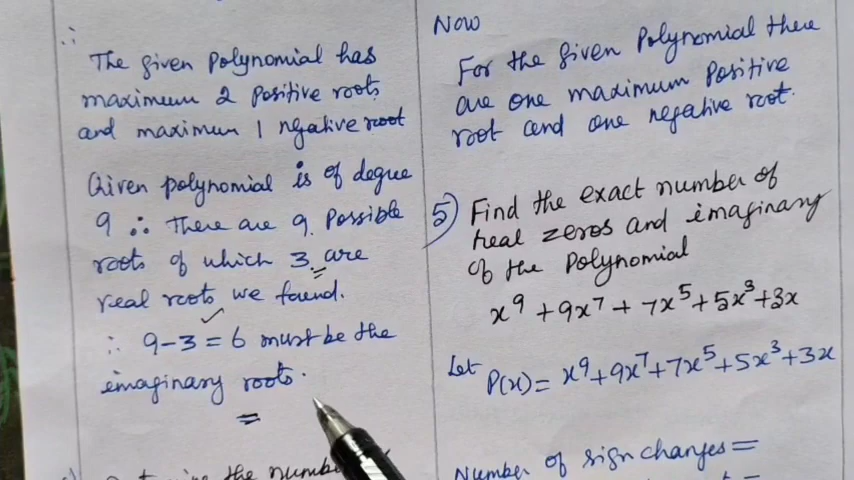 ∴
The given polynomial has
maximum 2 positive roots
and maximum 1 negative root
Given polynomial is of degree
9 ∴ There are 9 possible
roots of which 3 are
real roots we found.
∴ 9-3=6 must be the
imaginary roots.
the number
Now
For the given polynomial there
are one maximum positive
root and one negative root.
5) Find the exact number of
real zeros and imaginary
of the polynomial
x⁹+9x⁷+7x⁵+5x³+3x
Let P(x)=x⁹+9x⁷+7x⁵+5x³+3x
Number of sign changes=